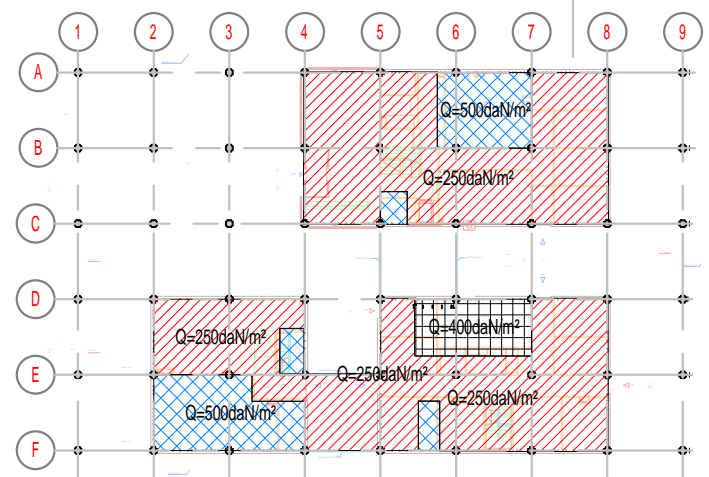 1 2 3 4 5 6 7 8 9
A
Q=500daN/m²
B
Q=250daN/m²
C
D
Q=250daN/m²
Q=400daN/m²
E
Q=250daN/m²
Q=250daN/m²
Q=500daN/m²
F